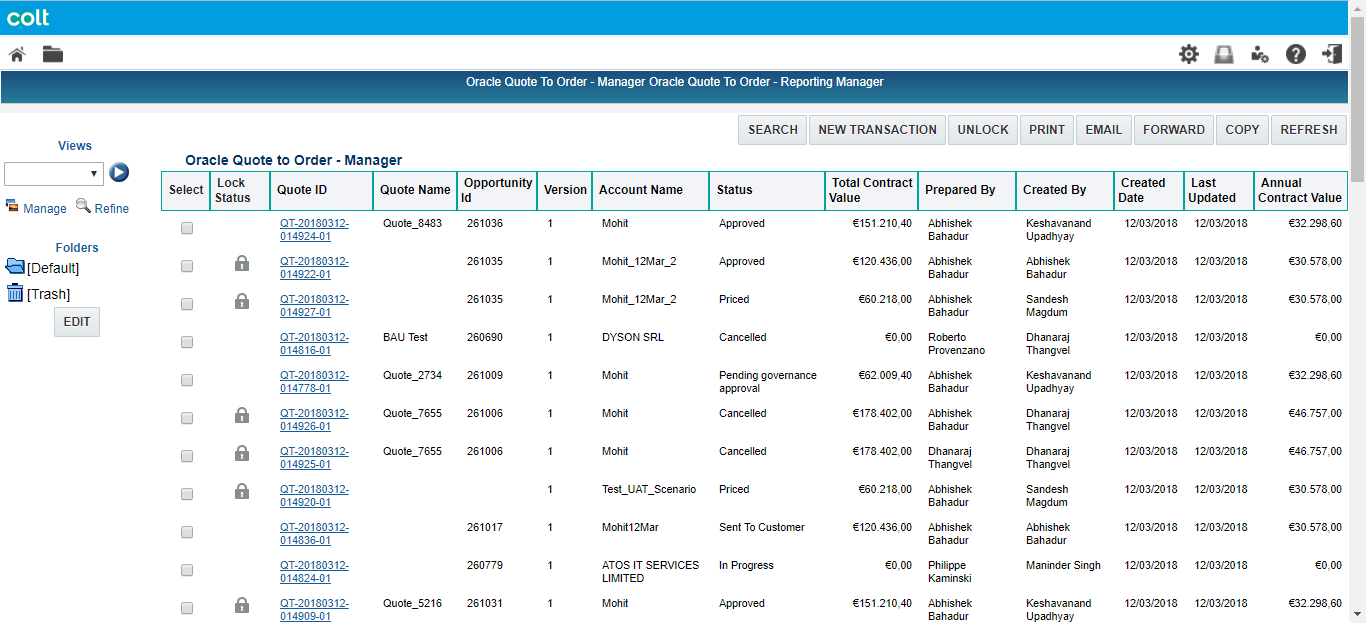 colt
Oracle Quote To Order - Manager Oracle Quote To Order - Reporting Manager
SEARCH NEW TRANSACTION UNLOCK PRINT EMAIL FORWARD COPY REFRESH
Views
Manage Refine
Folders
[Default]
[Trash]
EDIT
Oracle Quote to Order - Manager
Select Lock Quote ID Quote Name Opportunity Version Account Name Status Total Contract Prepared By Created By Created Last Annual
Status Id Value Date Updated Contract Value
QT-20180312- Quote_8483 261036 1 Mohit Approved €151.210,40 Abhishek Keshavanand 12/03/2018 12/03/2018 €32.298,60
014924-01 Bahadur Upadhyay
QT-20180312- 261035 1 Mohit_12Mar_2 Approved €120.436,00 Abhishek Abhishek 12/03/2018 12/03/2018 €30.578,00
014922-01 Bahadur Bahadur
QT-20180312- 261035 1 Mohit_12Mar_2 Priced €60.218,00 Abhishek Sandesh 12/03/2018 12/03/2018 €30.578,00
014927-01 Bahadur Magdum
QT-20180312- BAU Test 260690 1 DYSON SRL Cancelled €0,00 Roberto Dhanaraj 12/03/2018 12/03/2018 €0,00
014816-01 Provenzano Thangvel
QT-20180312- Quote_2734 261009 1 Mohit Pending governance €62.009,40 Abhishek Keshavanand 12/03/2018 12/03/2018 €32.298,60
014778-01 approval Bahadur Upadhyay
QT-20180312- Quote_7655 261006 1 Mohit Cancelled €178.402,00 Abhishek Dhanaraj 12/03/2018 12/03/2018 €46.757,00
014926-01 Bahadur Thangvel
QT-20180312- Quote_7655 261006 1 Mohit Cancelled €178.402,00 Dhanaraj Dhanaraj 12/03/2018 12/03/2018 €46.757,00
014925-01 Thangvel Thangvel
QT-20180312- 1 Test_UAT_Scenario Priced €60.218,00 Abhishek Sandesh 12/03/2018 12/03/2018 €30.578,00
014920-01 Bahadur Magdum
QT-20180312- 261017 1 Mohit12Mar Sent To Customer €120.436,00 Abhishek Abhishek 12/03/2018 12/03/2018 €30.578,00
014836-01 Bahadur Bahadur
QT-20180312- 260779 1 ATOS IT SERVICES In Progress €0,00 Philippe Maninder Singh 12/03/2018 12/03/2018 €0,00
014824-01 LIMITED Kaminski
QT-20180312- Quote_5216 261031 1 Mohit Approved €151.210,40 Abhishek Keshavanand 12/03/2018 12/03/2018 €32.298,60
014909-01 Bahadur Upadhyay